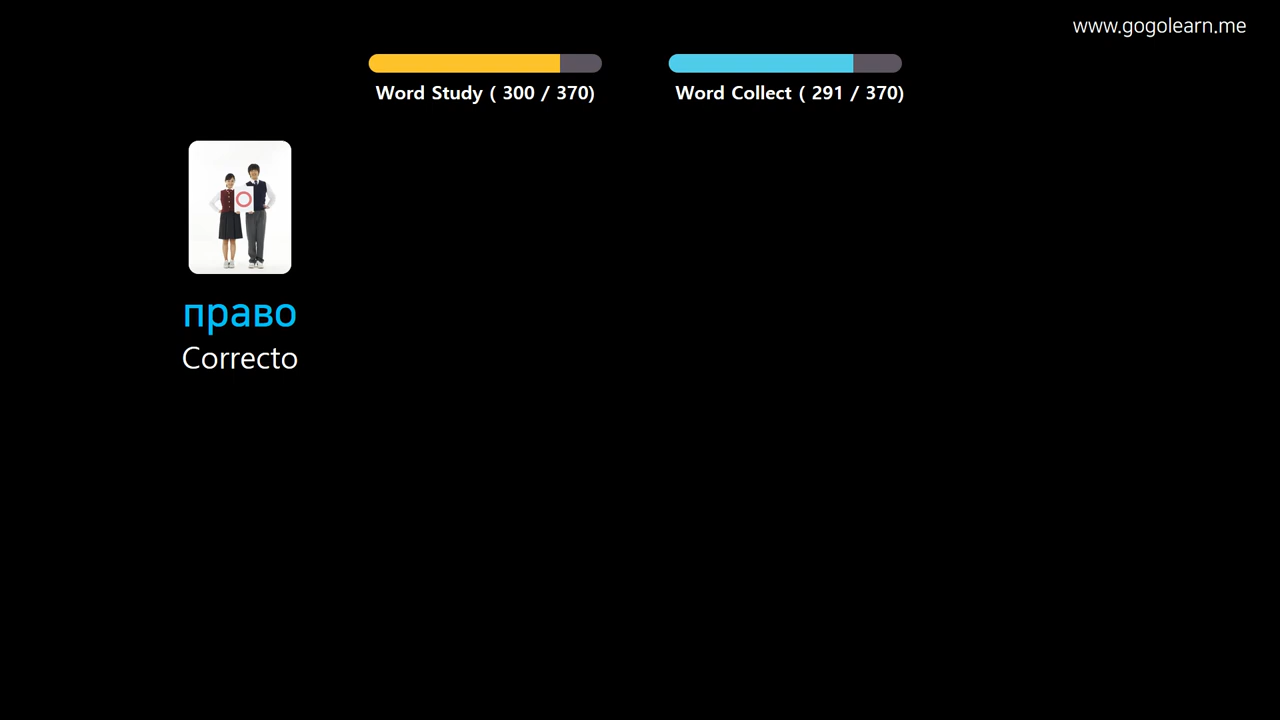 www.gogolearn.me
Word Study ( 300 / 370)
Word Collect ( 291 / 370)
право
Correcto